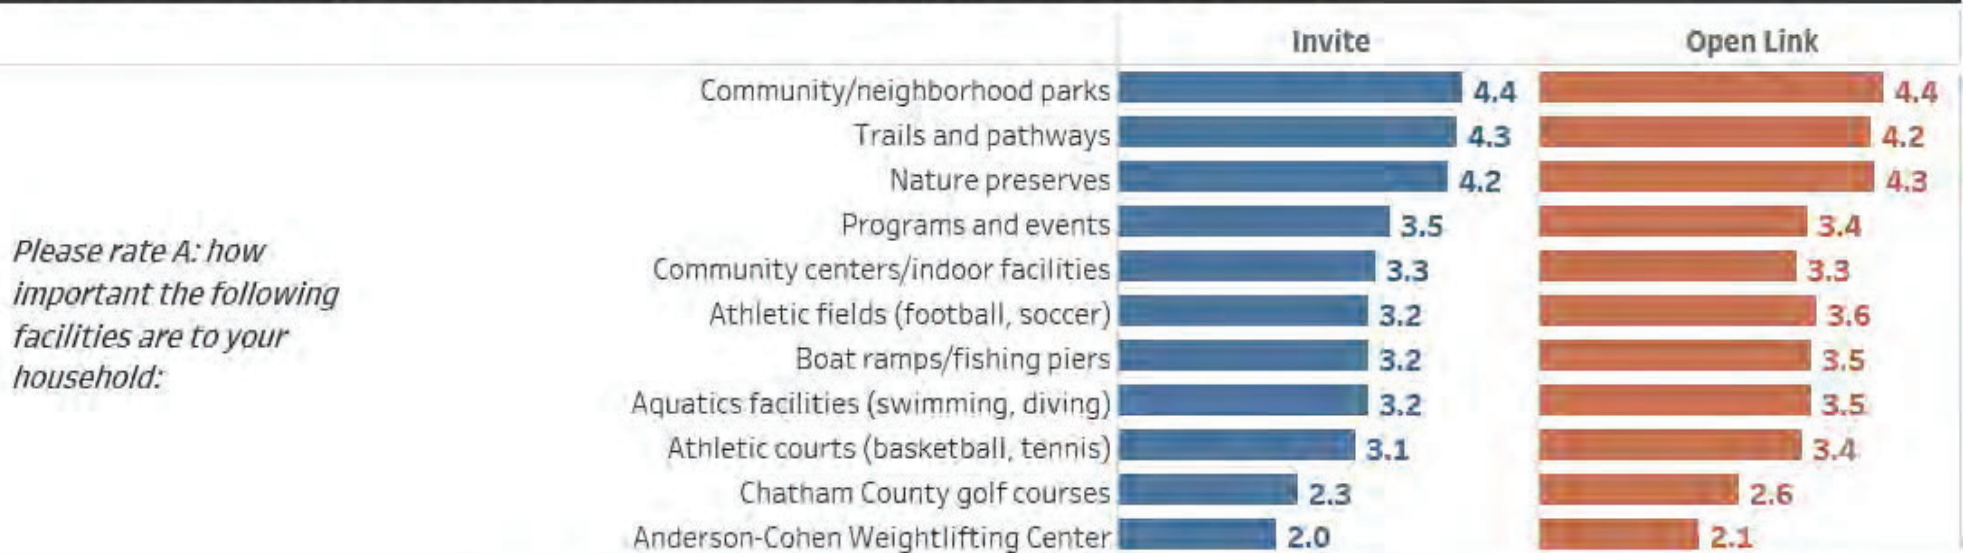 Invite Open Link
Community/neighborhood parks 4.4 4.4
Trails and pathways 4.3 4.2
Nature preserves 4.2 4.3
Programs and events 3.5 3.4
Community centers/indoor facilities 3.3 3.3
Athletic fields (football, soccer) 3.2 3.6
Boat ramps/fishing piers 3.2 3.5
Aquatics facilities (swimming, diving) 3.2 3.5
Athletic courts (basketball, tennis) 3.1 3.4
Chatham County golf courses 2.3 2.6
Anderson-Cohen Weightlifting Center 2.0 2.1
Please rate A: how
important the following
facilities are to your
household: